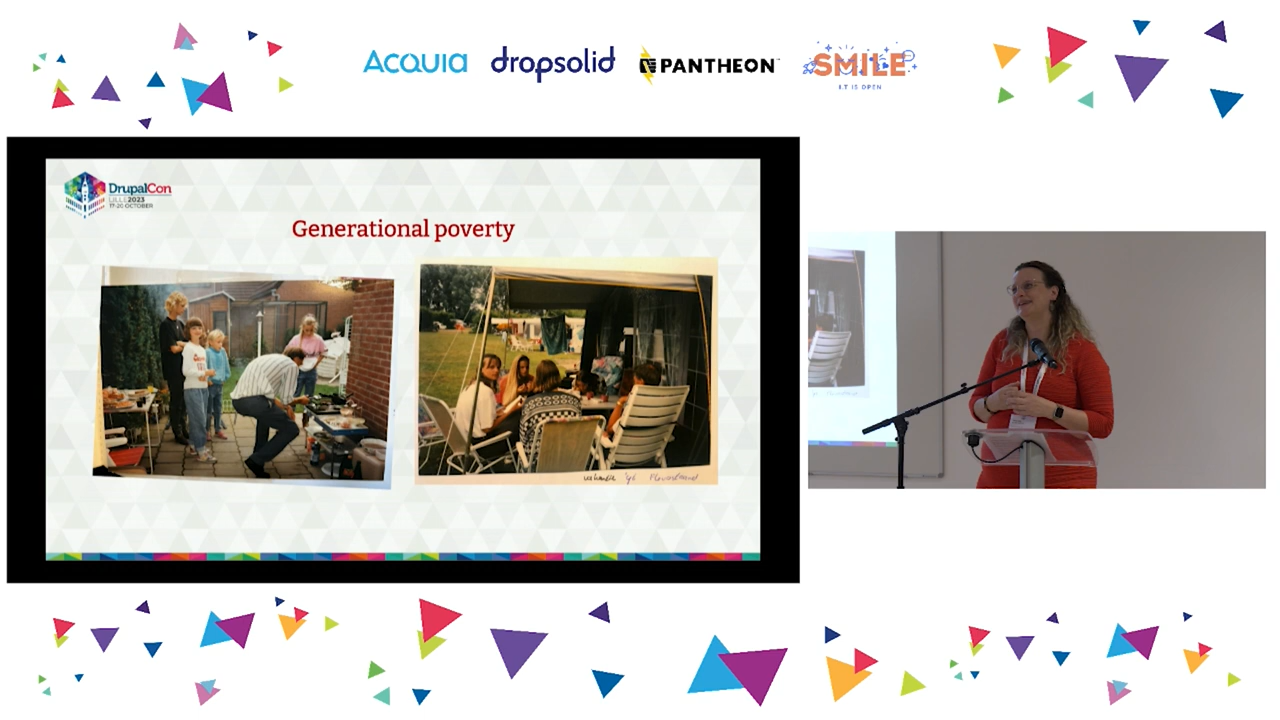 ACQUIA
dropsolid
PANTHEON
SMILE
I.T IS OPEN
DrupalCon
LILLE 2023
17-20 OCTOBER
Generational poverty